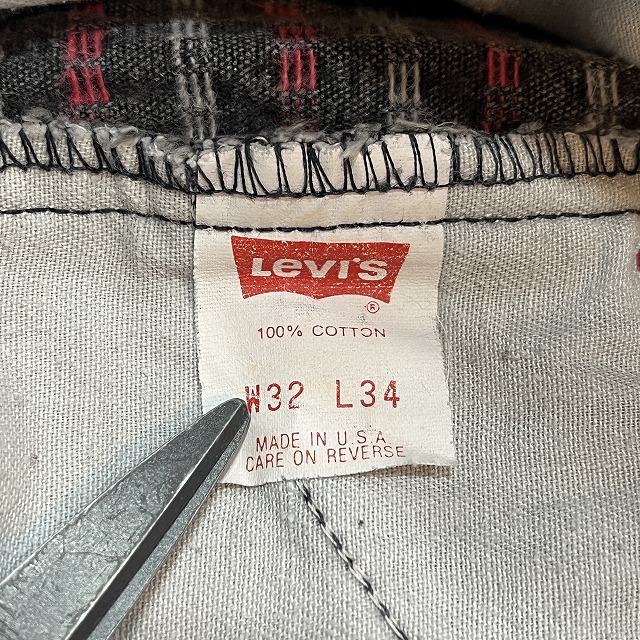 Levi's
®
100% COTTON
W32 L34
MADE IN U.S.A
CARE ON REVERSE